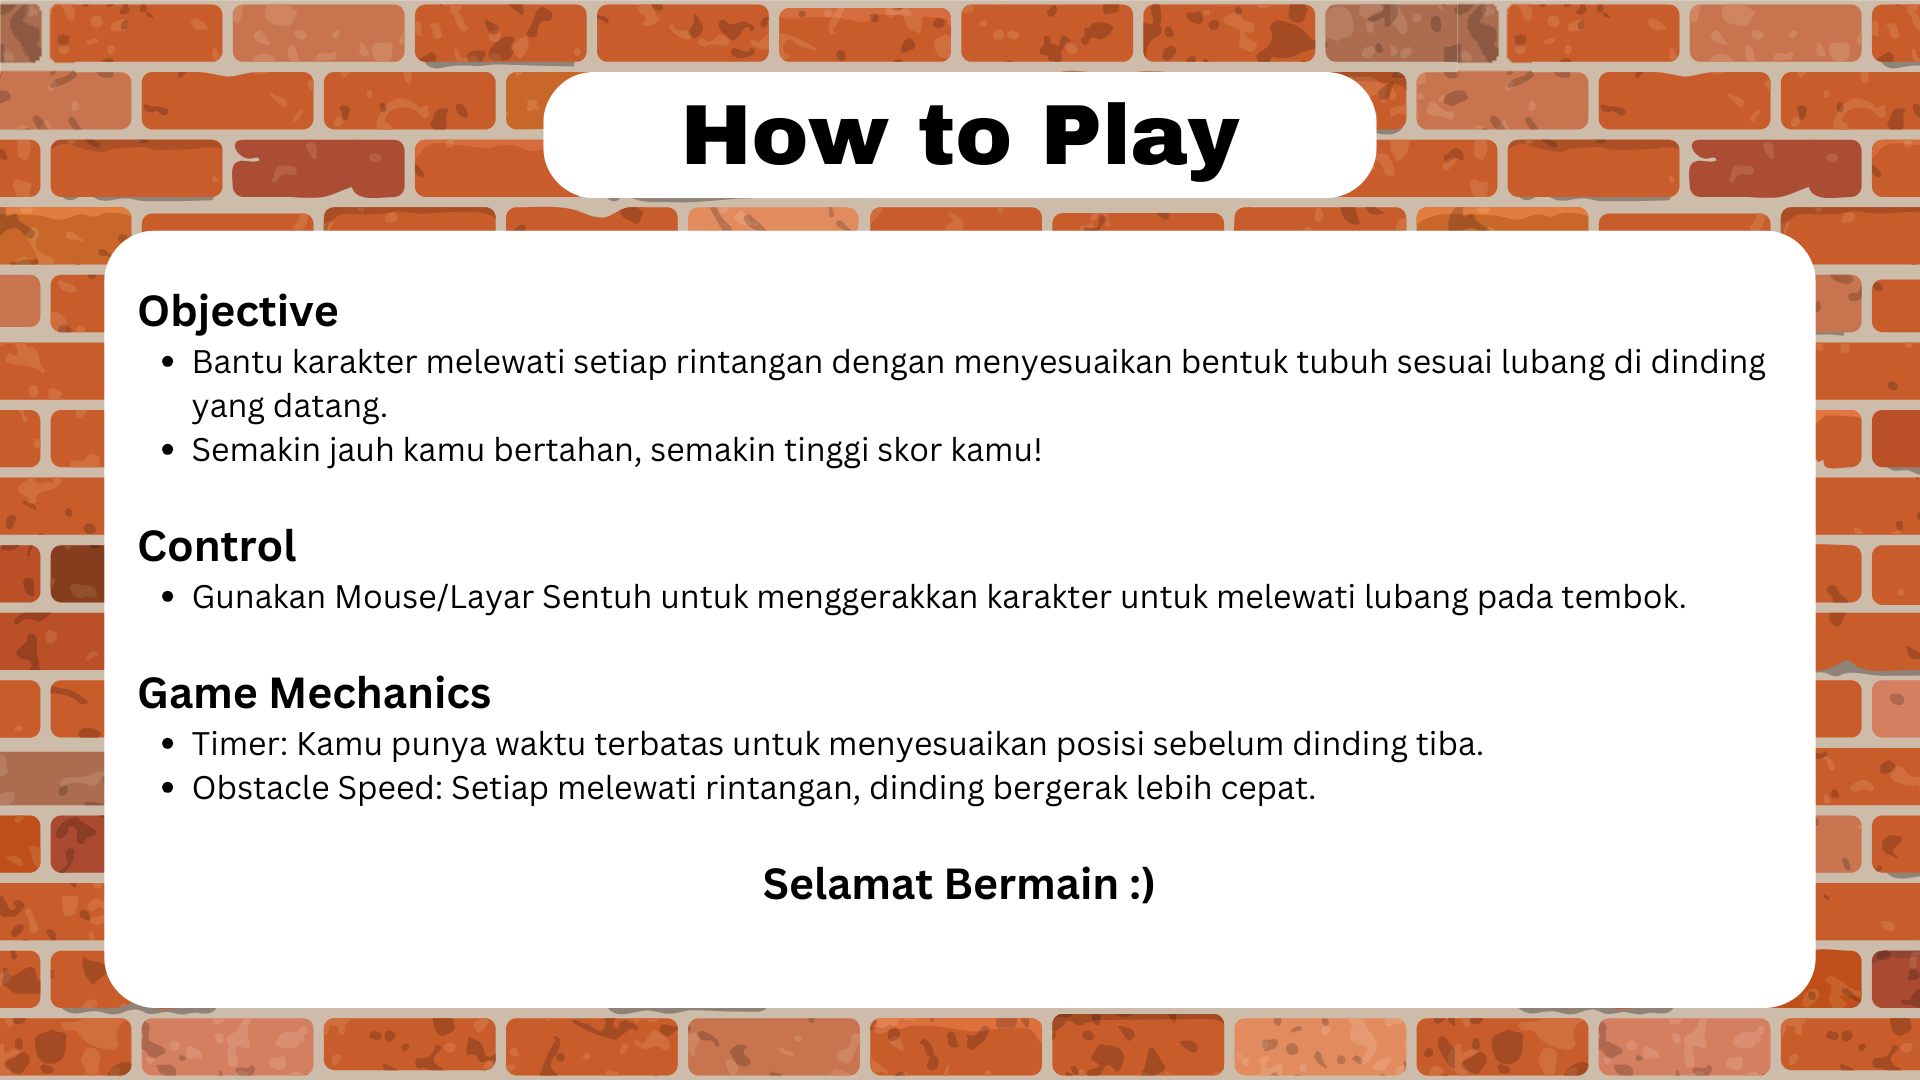 How to Play
Objective
• Bantu karakter melewati setiap rintangan dengan menyesuaikan bentuk tubuh sesuai lubang di dinding
yang datang.
• Semakin jauh kamu bertahan, semakin tinggi skor kamu!
Control
• Gunakan Mouse/Layar Sentuh untuk menggerakkan karakter untuk melewati lubang pada tembok.
Game Mechanics
• Timer: Kamu punya waktu terbatas untuk menyesuaikan posisi sebelum dinding tiba.
• Obstacle Speed: Setiap melewati rintangan, dinding bergerak lebih cepat.
Selamat Bermain :)